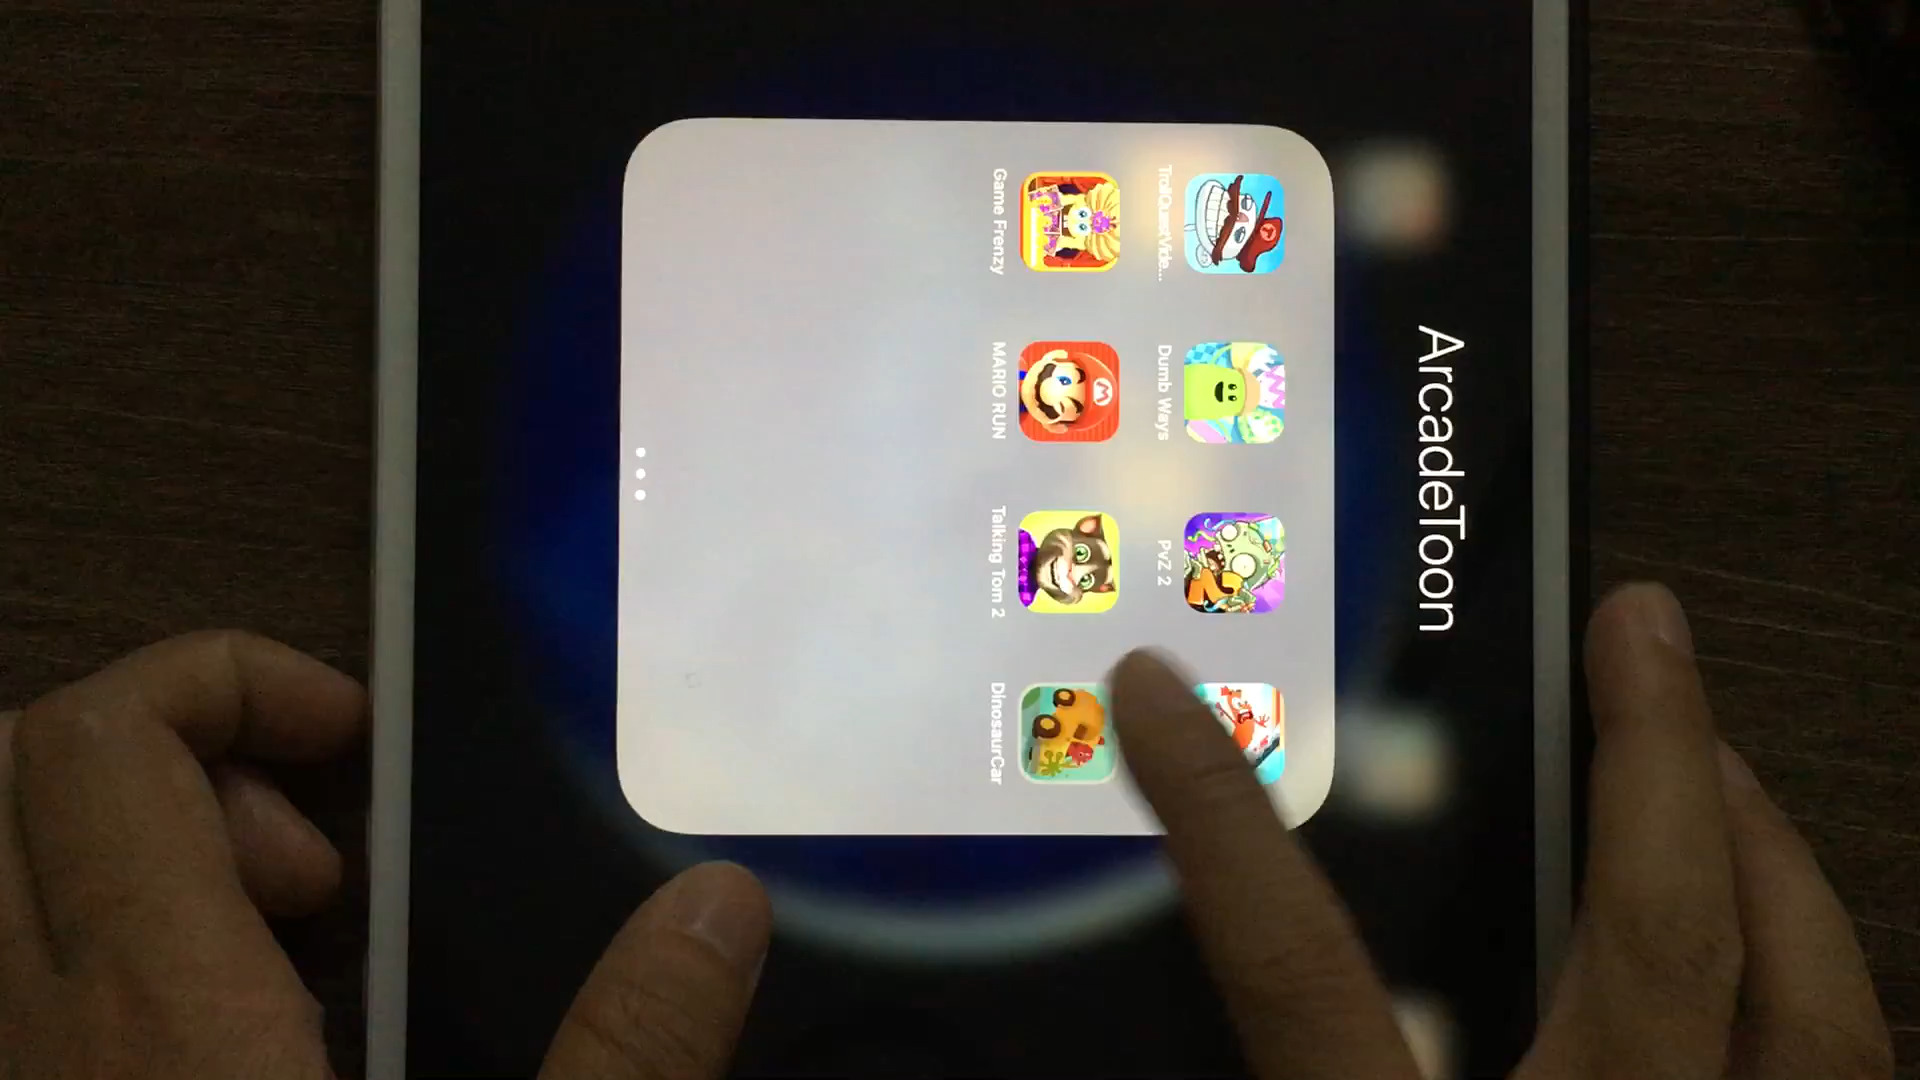 ArcadeToon
TrollQuestVide...
Dumb Ways
PvZ 2
Game Frenzy
MARIO RUN
Talking Tom 2
DinosaurCar